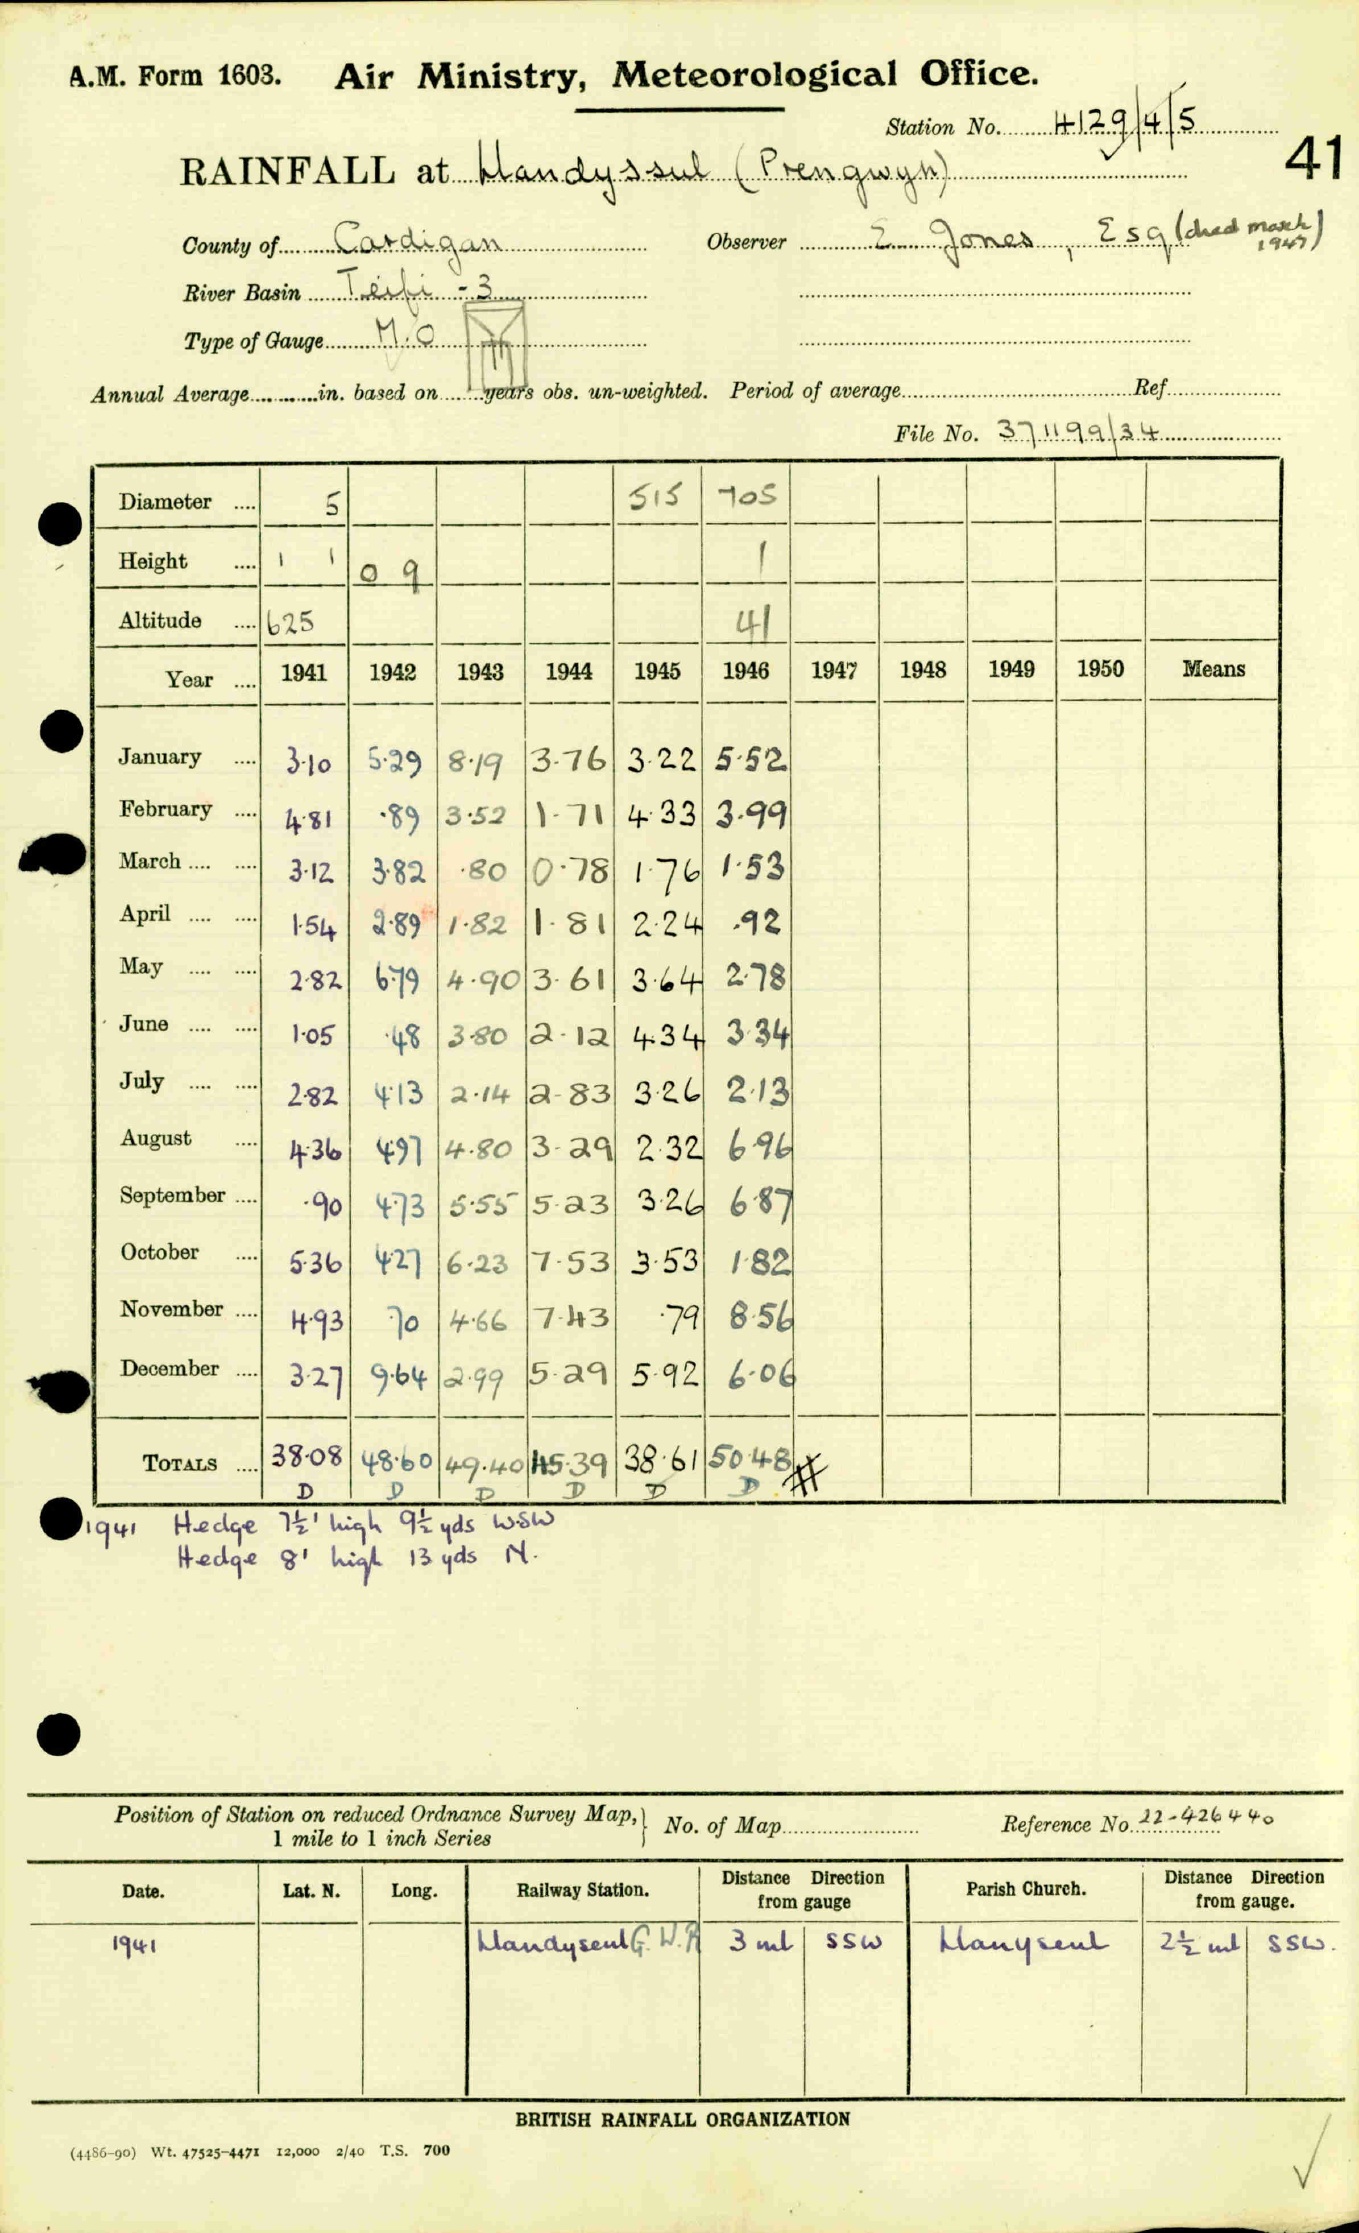 A.M. Form 1603. Air Ministry, Meteorological Office.
Station No. 4129/4/5
41
RAINFALL at Llandyssul (Prengwyn)
County of Cardigan Observer E. Jones, Esq (died march 1947)
River Basin Teifi - 3
Type of Gauge M.O
Annual Average in. based on years obs. un-weighted. Period of average Ref
File No. 371199/34
Diameter 5 515 705
Height 1 1 0 9 1
Altitude 625 41
Year 1941 1942 1943 1944 1945 1946 1947 1948 1949 1950 Means
January 3.10 5.29 8.19 3.76 3.22 5.52
February 4.81 .89 3.52 1.71 4.33 3.99
March 3.12 3.82 .80 0.78 1.76 1.53
April 1.54 2.89 1.82 1.81 2.24 .92
May 2.82 6.79 4.90 3.61 3.64 2.78
June 1.05 .48 3.80 2.12 4.34 3.34
July 2.82 4.13 2.14 2.83 3.26 2.13
August 4.36 4.97 4.80 3.29 2.32 6.96
September .90 4.73 5.55 5.23 3.26 6.87
October 5.36 4.27 6.23 7.53 3.53 1.82
November 4.93 .70 4.66 7.43 .79 8.56
December 3.27 9.64 2.99 5.29 5.92 6.06
TOTALS 38.08 48.60 49.40 45.39 38.61 50.48 #
D D D D D D
1941 Hedge 7½' high 9½ yds WSW
Hedge 8' high 13 yds N.
Position of Station on reduced Ordnance Survey Map, 1 mile to 1 inch Series } No. of Map Reference No. 22-426440
Date. Lat. N. Long. Railway Station. Distance Direction from gauge Parish Church. Distance Direction from gauge.
1941 Llandyseul G.W.R 3 ml SSW Llanyseul 2½ ml SSW.
BRITISH RAINFALL ORGANIZATION
(4486-90) Wt. 47525-4471 12,000 2/40 T.S. 700